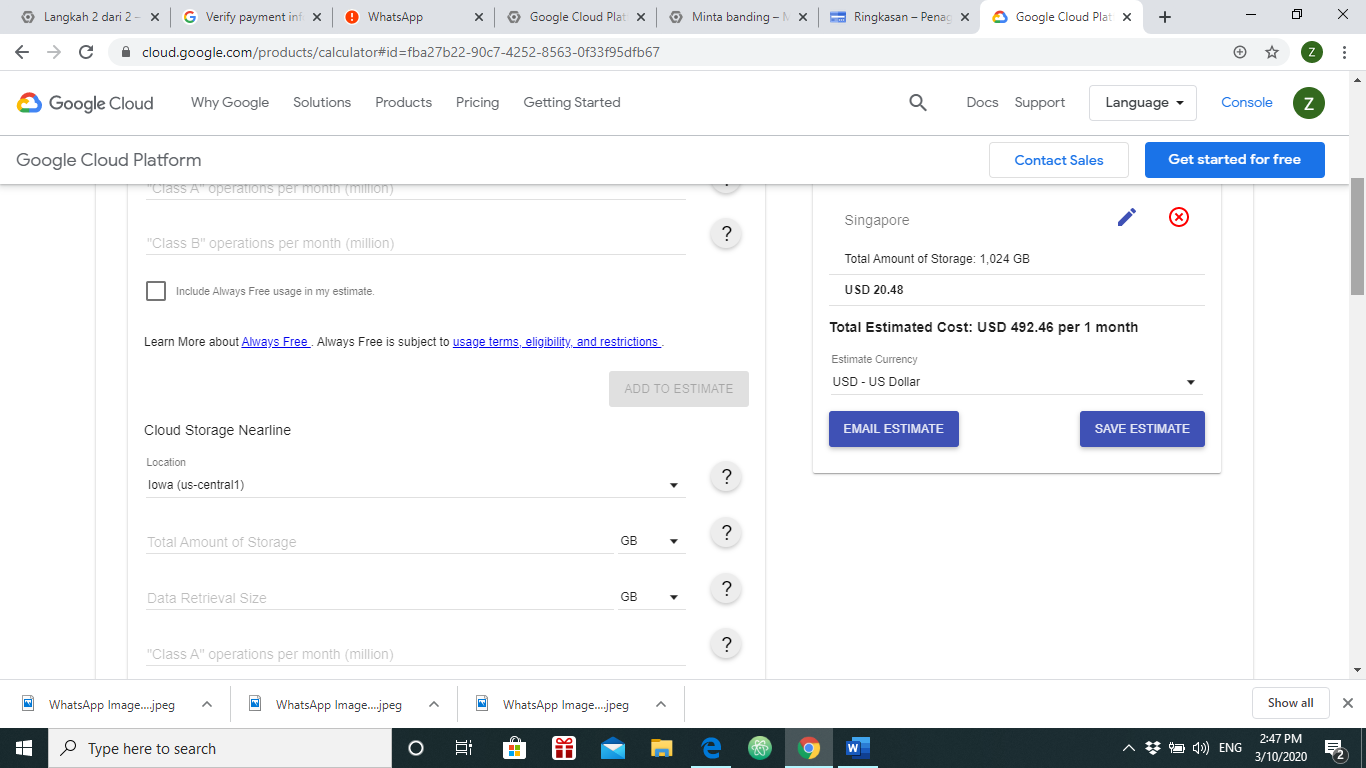 Langkah 2 dari 2 –
Verify payment inf
WhatsApp
Google Cloud Plat
Minta banding – M
Ringkasan – Penag
Google Cloud Plat
cloud.google.com/products/calculator#id=fba27b22-90c7-4252-8563-0f33f95dfb67
Z
Google Cloud
Why Google
Solutions
Products
Pricing
Getting Started
Docs
Support
Language
Console
Z
Google Cloud Platform
Contact Sales
Get started for free
"Class A" operations per month (million)
?
"Class B" operations per month (million)
?
Include Always Free usage in my estimate.
Learn More about Always Free . Always Free is subject to usage terms, eligibility, and restrictions .
ADD TO ESTIMATE
Cloud Storage Nearline
Location
Iowa (us-central1)
?
Total Amount of Storage
GB
?
Data Retrieval Size
GB
?
"Class A" operations per month (million)
?
Singapore
Total Amount of Storage: 1,024 GB
USD 20.48
Total Estimated Cost: USD 492.46 per 1 month
Estimate Currency
USD - US Dollar
EMAIL ESTIMATE
SAVE ESTIMATE
WhatsApp Image....jpeg
WhatsApp Image....jpeg
WhatsApp Image....jpeg
Show all
Type here to search
ENG
2:47 PM
3/10/2020
2